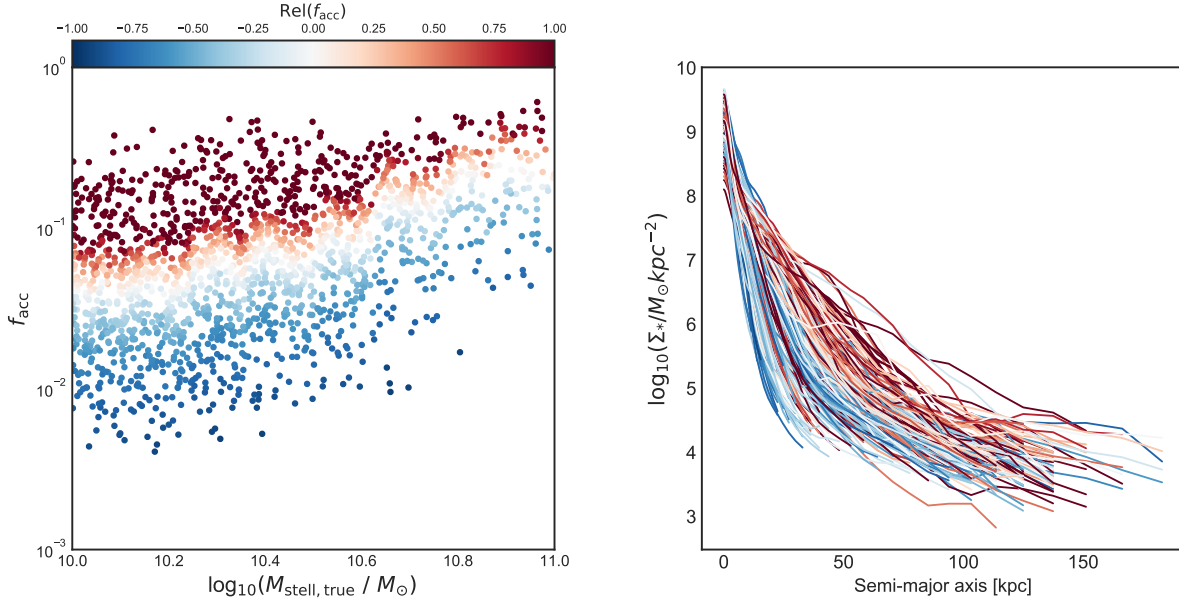 Rel(f_acc)
−1.00 −0.75 −0.50 −0.25 0.00 0.25 0.50 0.75 1.00
10^0
10^−1
10^−2
10^−3
f_acc
10.0 10.2 10.4 10.6 10.8 11.0
log_10(M_stell, true / M_⊙)
10
9
8
7
6
5
4
3
log_10(Σ_*/M_⊙kpc^−2)
0 50 100 150
Semi-major axis [kpc]